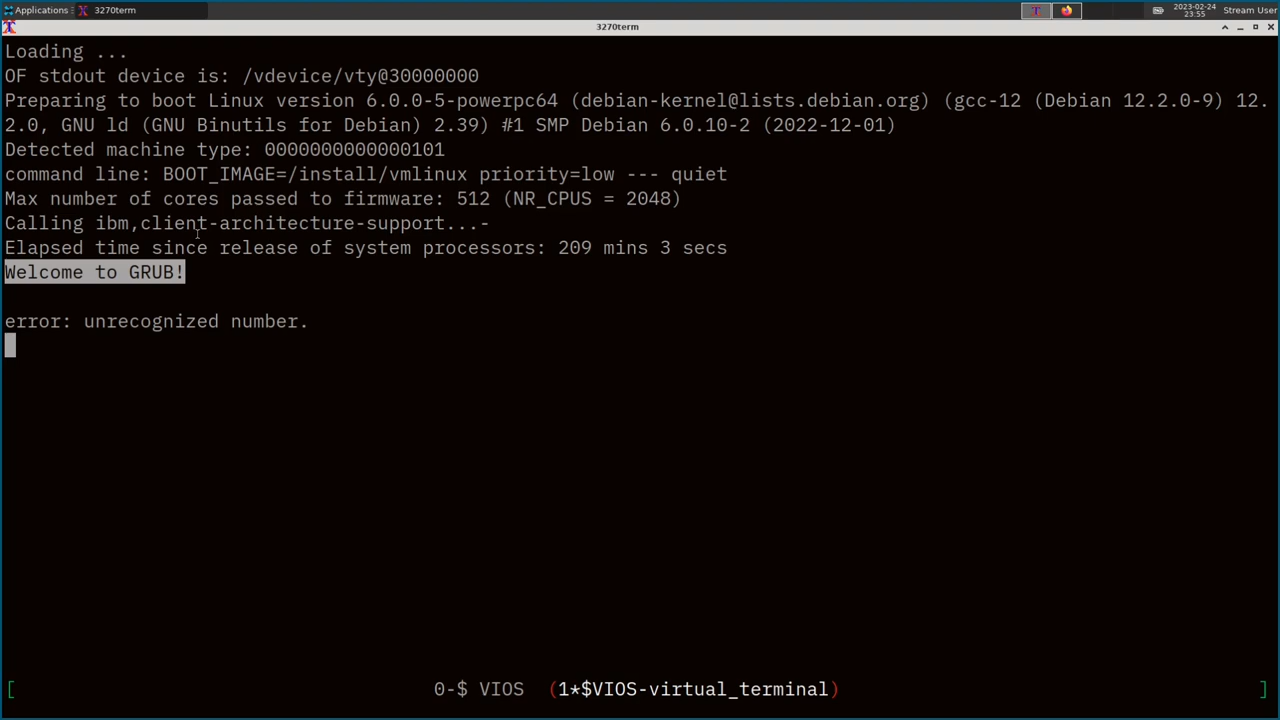 Applications
3270term
2023-02-24
23:55
Stream User
3270term
Loading ...
OF stdout device is: /vdevice/vty@30000000
Preparing to boot Linux version 6.0.0-5-powerpc64 (debian-kernel@lists.debian.org) (gcc-12 (Debian 12.2.0-9) 12.
2.0, GNU ld (GNU Binutils for Debian) 2.39) #1 SMP Debian 6.0.10-2 (2022-12-01)
Detected machine type: 0000000000000101
command line: BOOT_IMAGE=/install/vmlinux priority=low --- quiet
Max number of cores passed to firmware: 512 (NR_CPUS = 2048)
Calling ibm,client-architecture-support...-
Elapsed time since release of system processors: 209 mins 3 secs
Welcome to GRUB!
error: unrecognized number.
[ 0-$ VIOS (1*$VIOS-virtual_terminal) ]